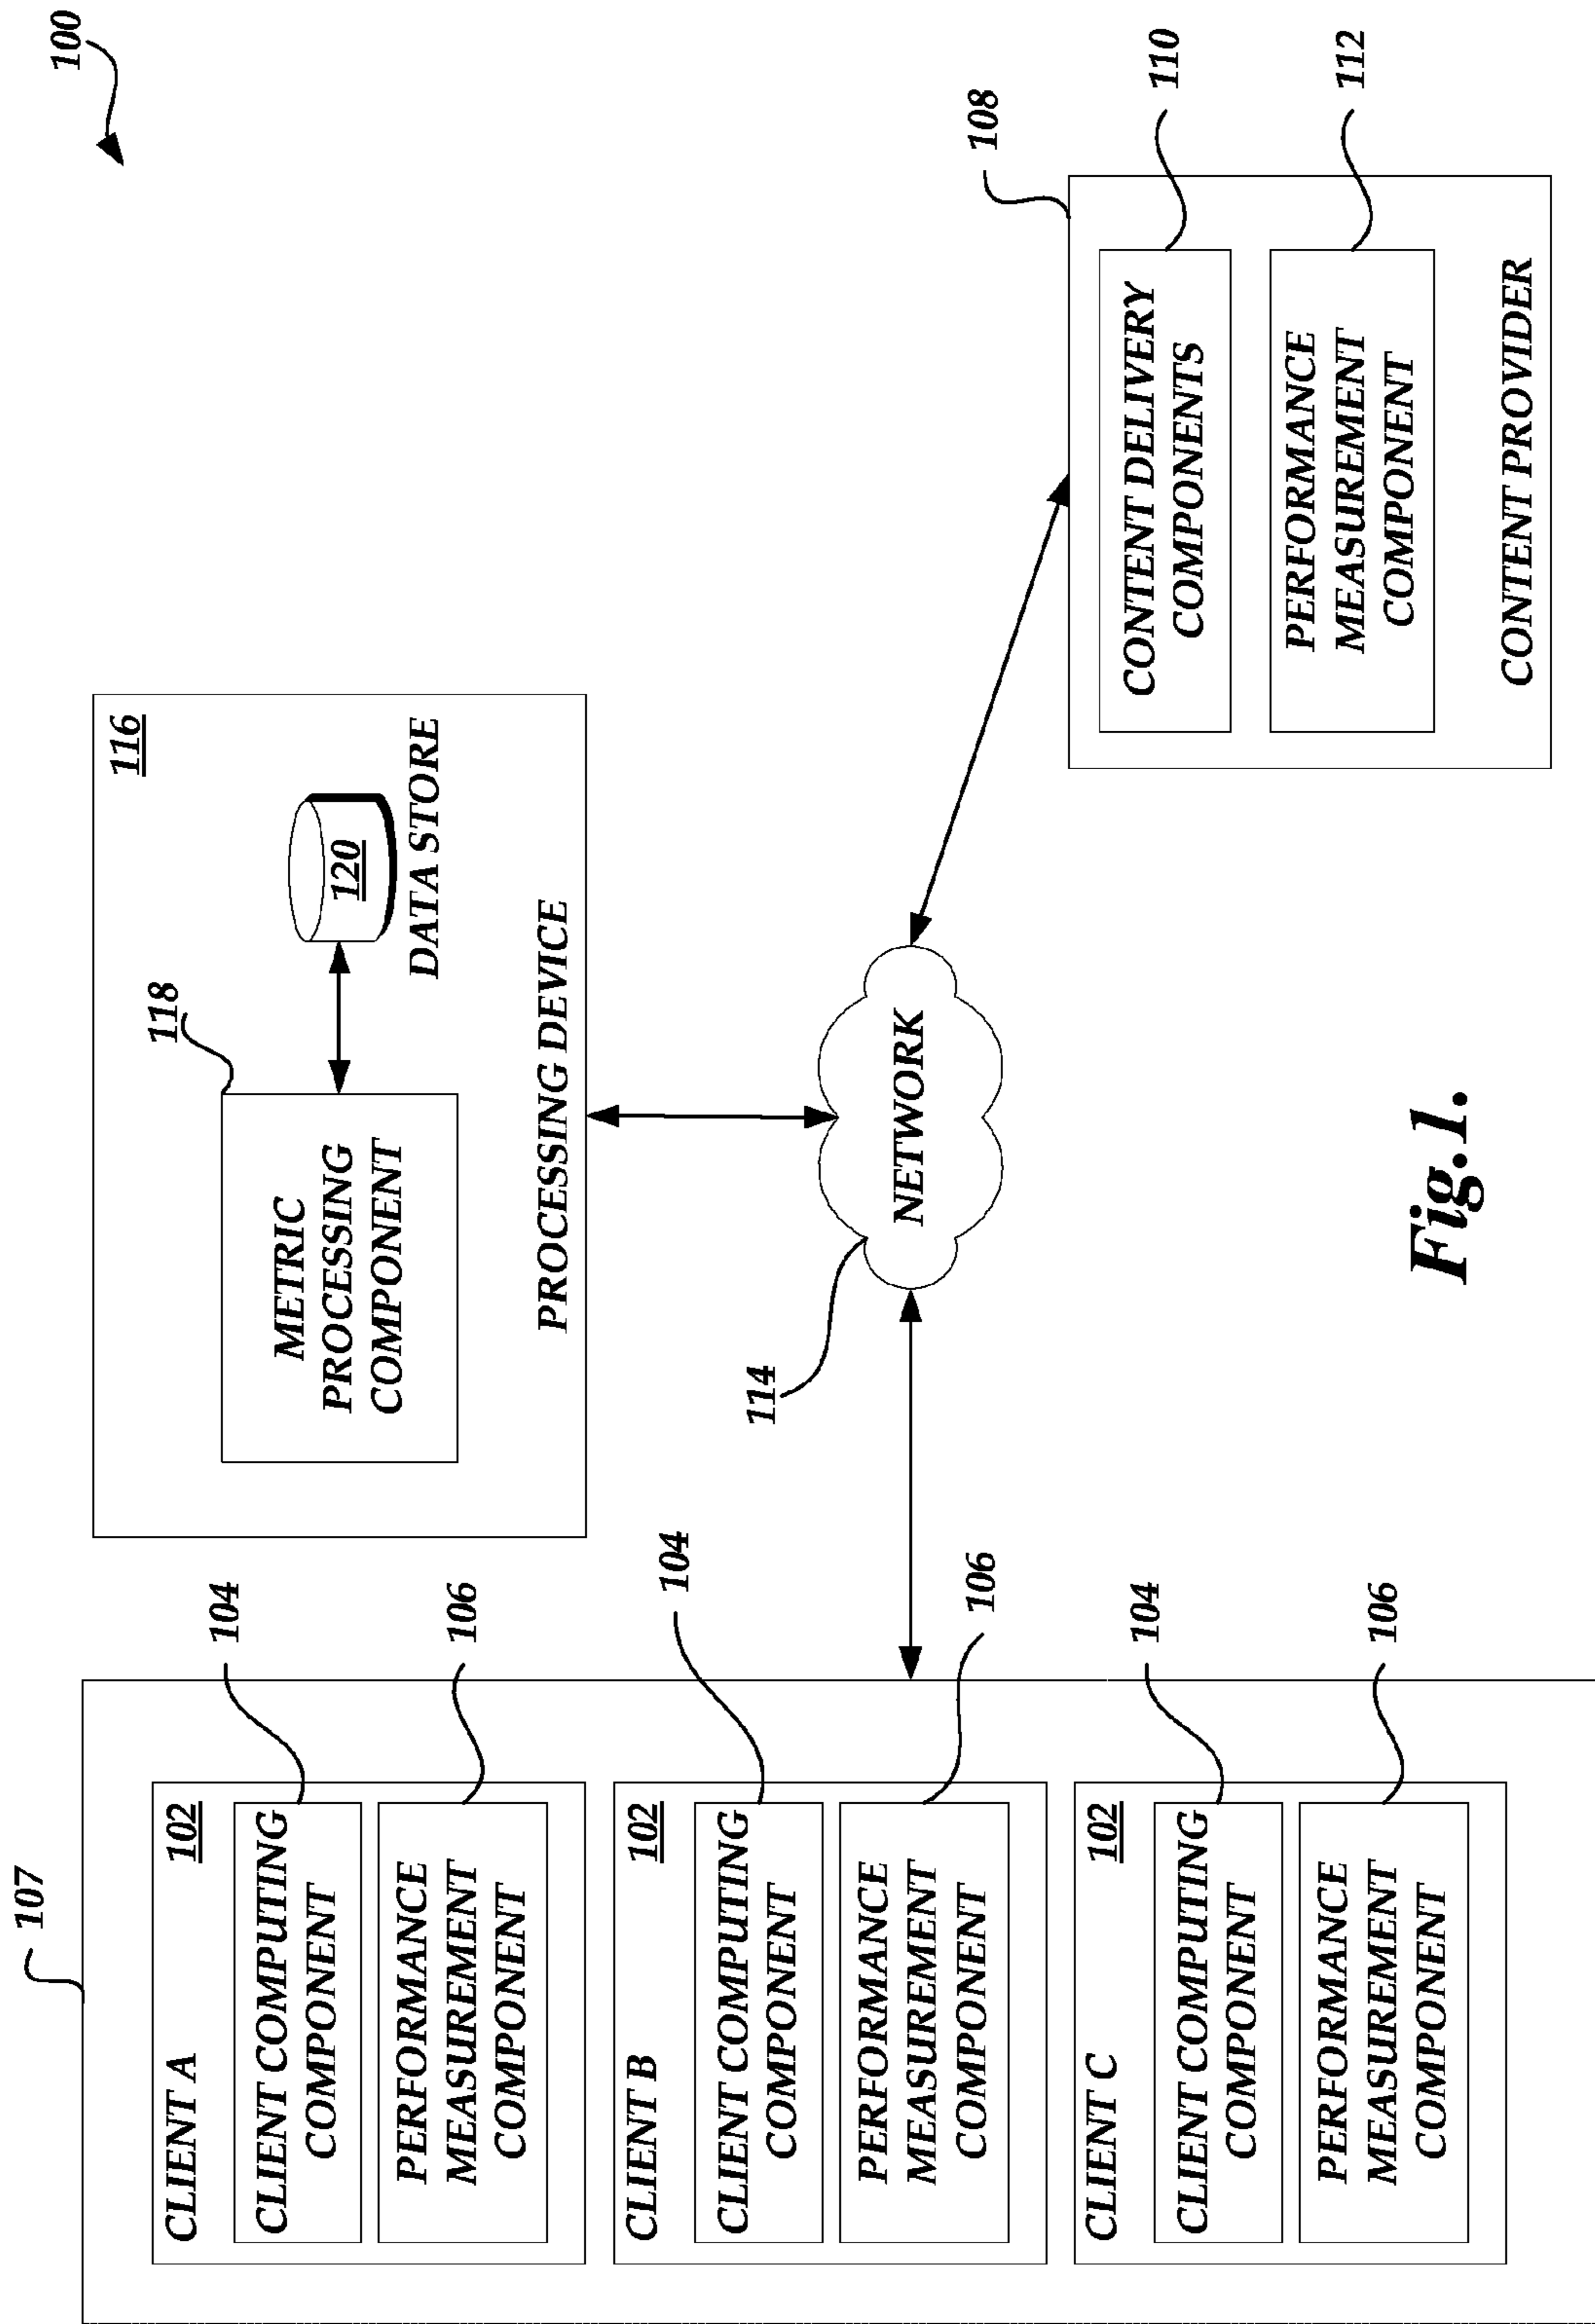 100
107
CLIENT A
102
CLIENT COMPUTING
COMPONENT
104
PERFORMANCE
MEASUREMENT
COMPONENT
106
CLIENT B
102
CLIENT COMPUTING
COMPONENT
104
PERFORMANCE
MEASUREMENT
COMPONENT
106
CLIENT C
102
CLIENT COMPUTING
COMPONENT
104
PERFORMANCE
MEASUREMENT
COMPONENT
106
116
118
METRIC
PROCESSING
COMPONENT
120
DATA STORE
PROCESSING DEVICE
114
NETWORK
108
CONTENT DELIVERY
COMPONENTS
110
PERFORMANCE
MEASUREMENT
COMPONENT
112
CONTENT PROVIDER
Fig.1.